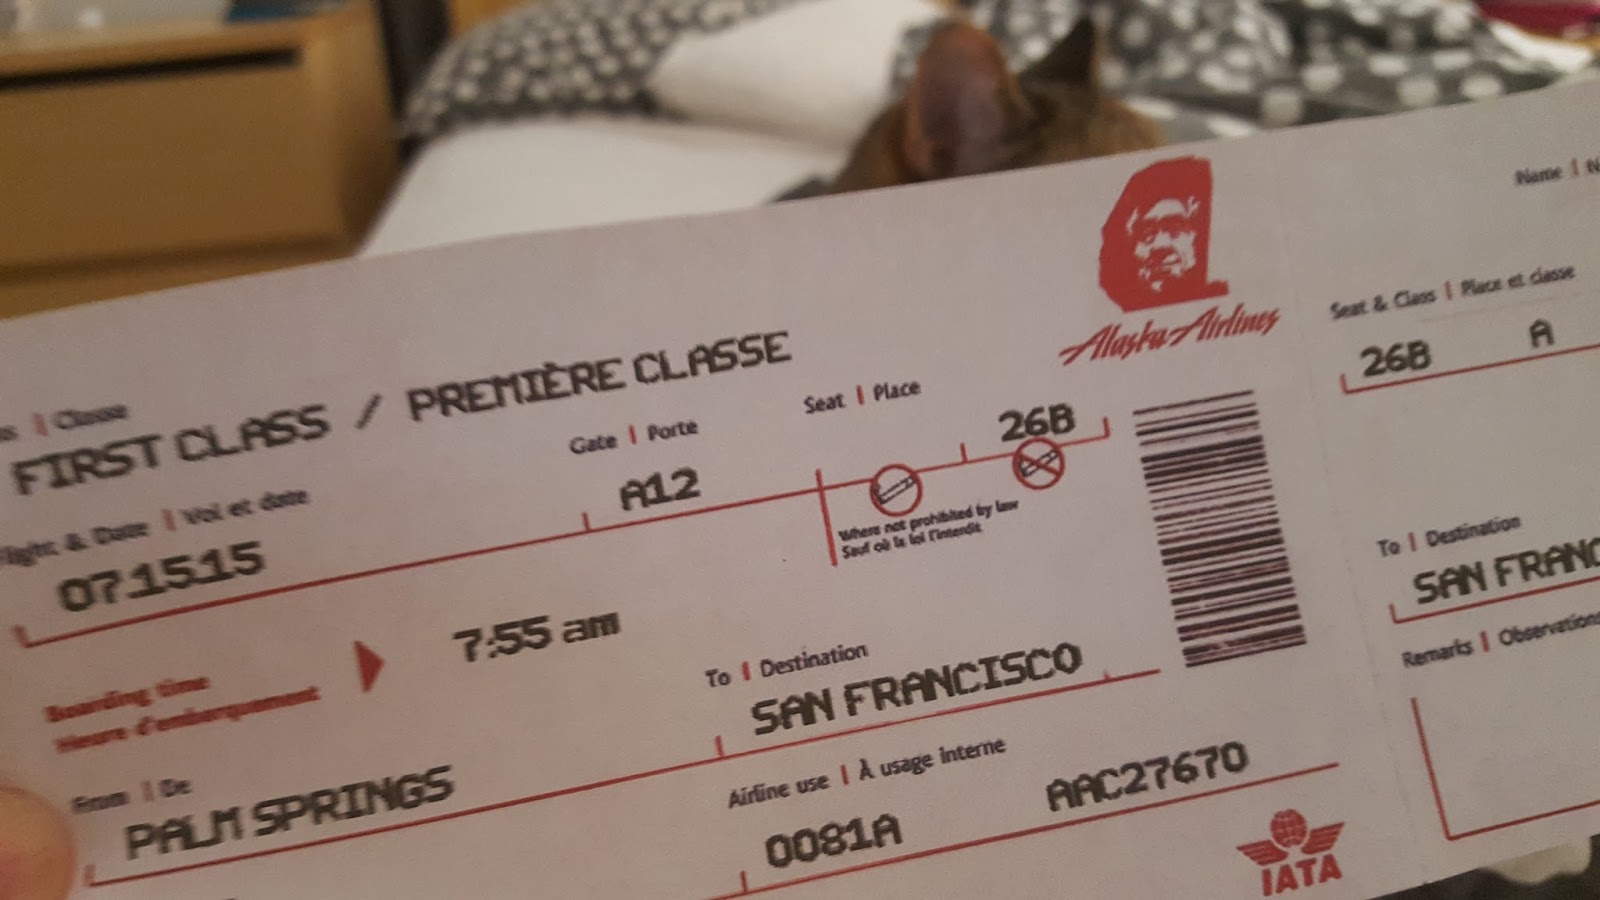 Classe
FIRST CLASS / PREMIÈRE CLASSE
Flight & Date | Vol et date
071515
Gate | Porte
A12
Seat | Place
26B
Where not prohibited by law
Sauf où la loi l'interdit
Alaska Airlines
Boarding time
Heure d'embarquement
7:55 am
To | Destination
SAN FRANCISCO
From | De
PALM SPRINGS
Airline use | À usage interne
0081A AAC27670
IATA
Name | N
Seat & Class | Place et classe
26B A
To | Destination
SAN FRANC
Remarks | Observations